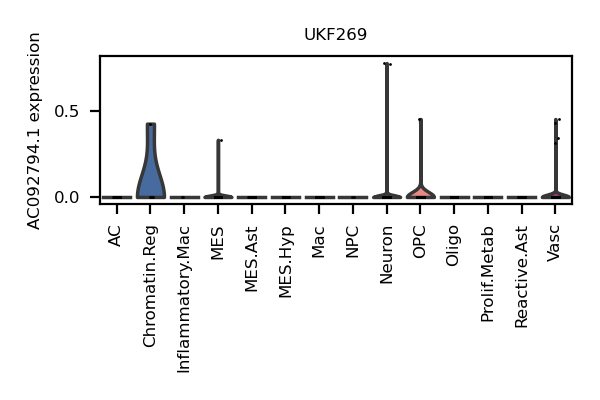 UKF269
AC092794.1 expression
0.5
0.0
AC
Chromatin.Reg
Inflammatory.Mac
MES
MES.Ast
MES.Hyp
Mac
NPC
Neuron
OPC
Oligo
Prolif.Metab
Reactive.Ast
Vasc